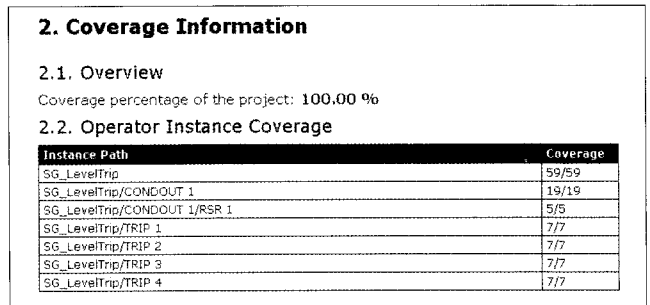 2. Coverage Information
2.1. Overview
Coverage percentage of the project: 100.00 %
2.2. Operator Instance Coverage
Instance Path Coverage
SG_LevelTrip 59/59
SG_LevelTrip/CONDOUT 1 19/19
SG_LevelTrip/CONDOUT 1/RSR 1 5/5
SG_LevelTrip/TRIP 1 7/7
SG_LevelTrip/TRIP 2 7/7
SG_LevelTrip/TRIP 3 7/7
SG_LevelTrip/TRIP 4 7/7